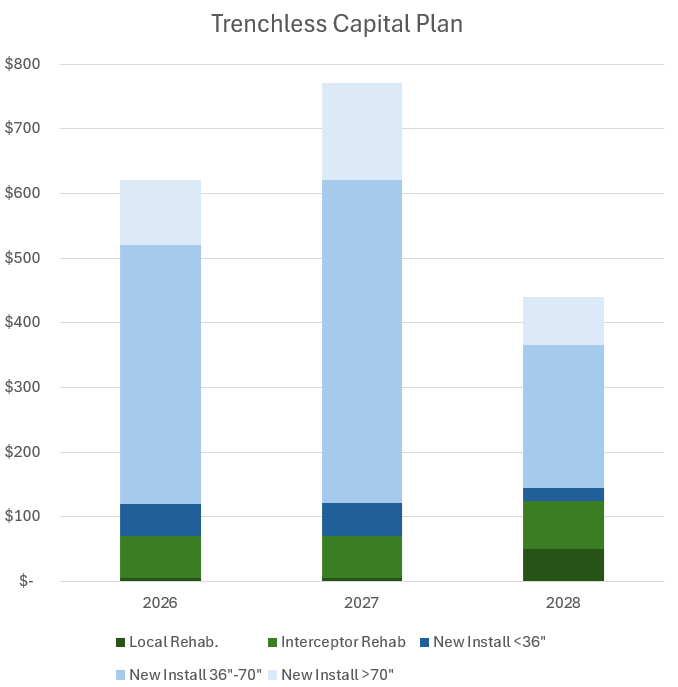 Trenchless Capital Plan
$800
$700
$600
$500
$400
$300
$200
$100
$-
2026 2027 2028
Local Rehab. Interceptor Rehab New Install <36"
New Install 36"-70" New Install >70"